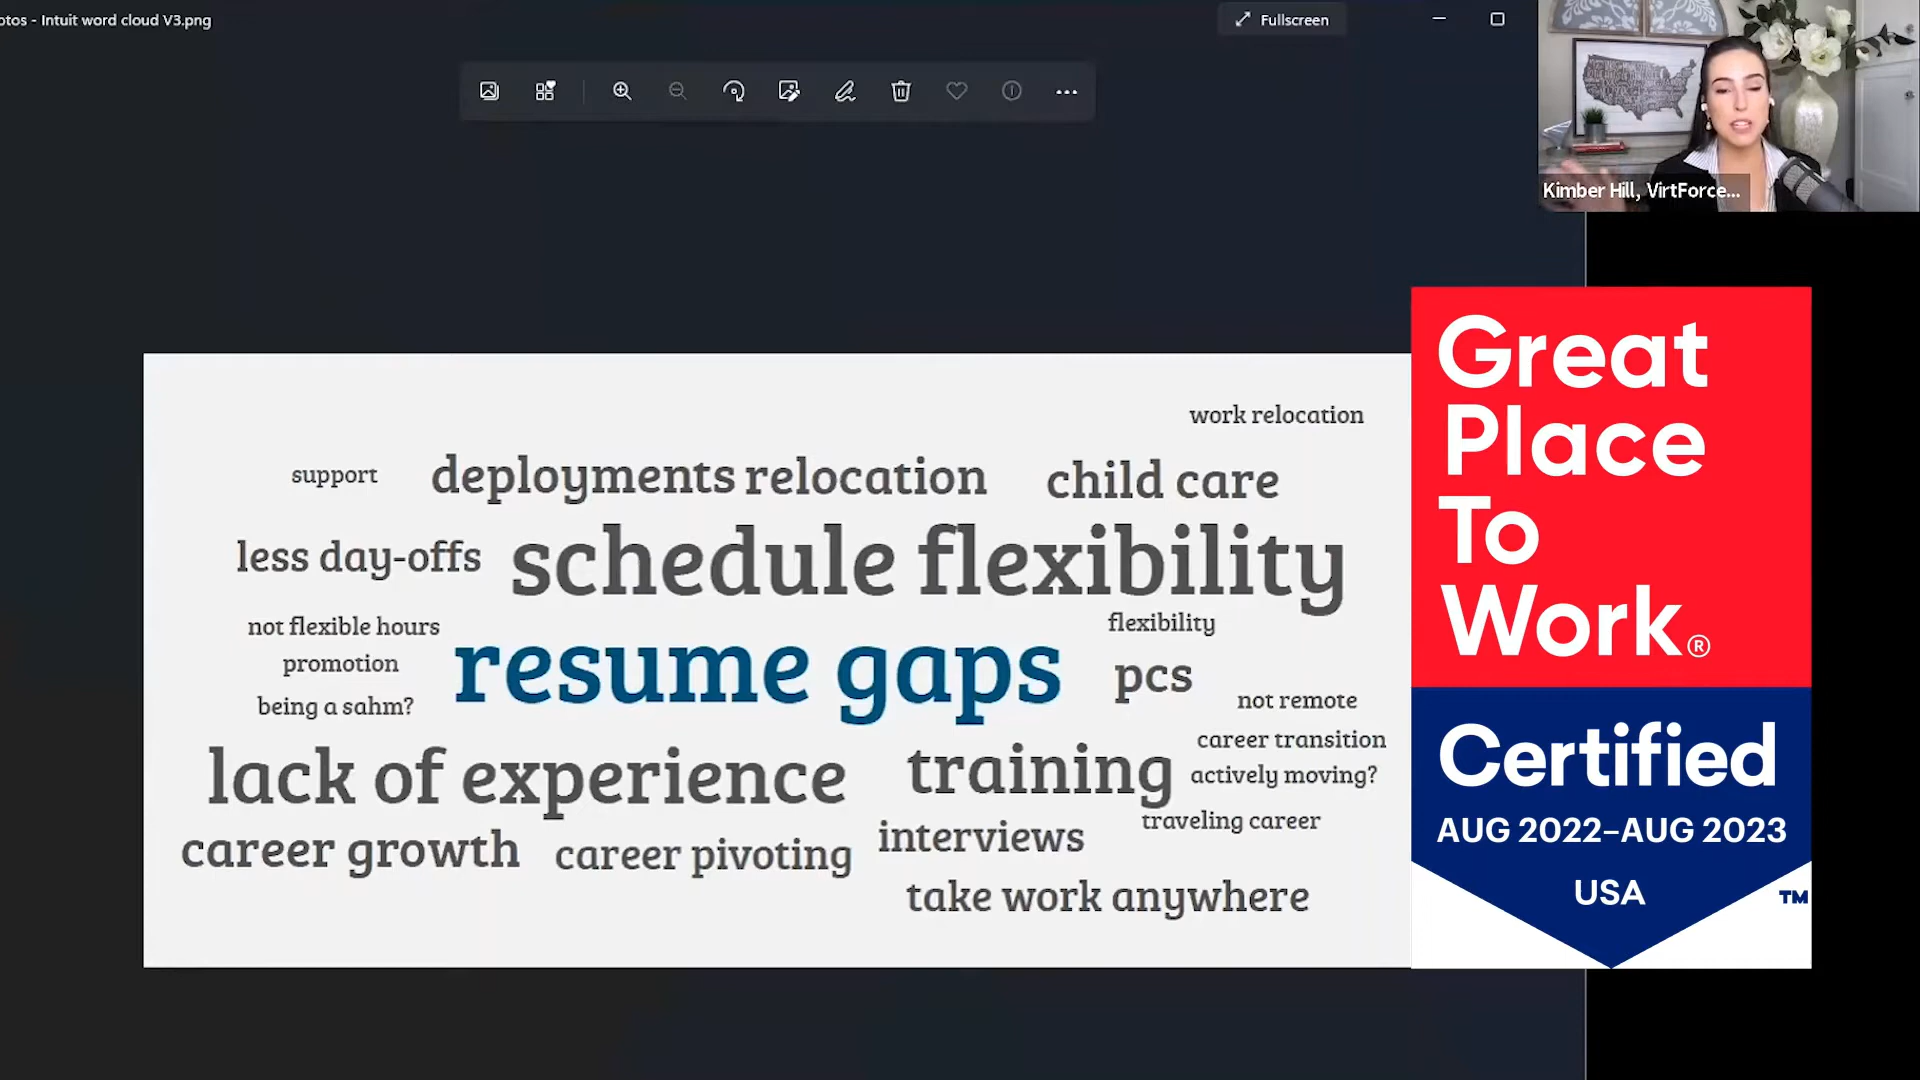 otos - Intuit word cloud V3.png
Fullscreen
Kimber Hill, VirtForce...
work relocation
support
deployments
relocation
child care
less day-offs
schedule flexibility
not flexible hours
flexibility
promotion
resume gaps
pcs
being a sahm?
not remote
lack of experience
training
career transition
actively moving?
traveling career
career growth
career pivoting
interviews
take work anywhere
Great
Place
To
Work®
Certified
AUG 2022–AUG 2023
USA
™